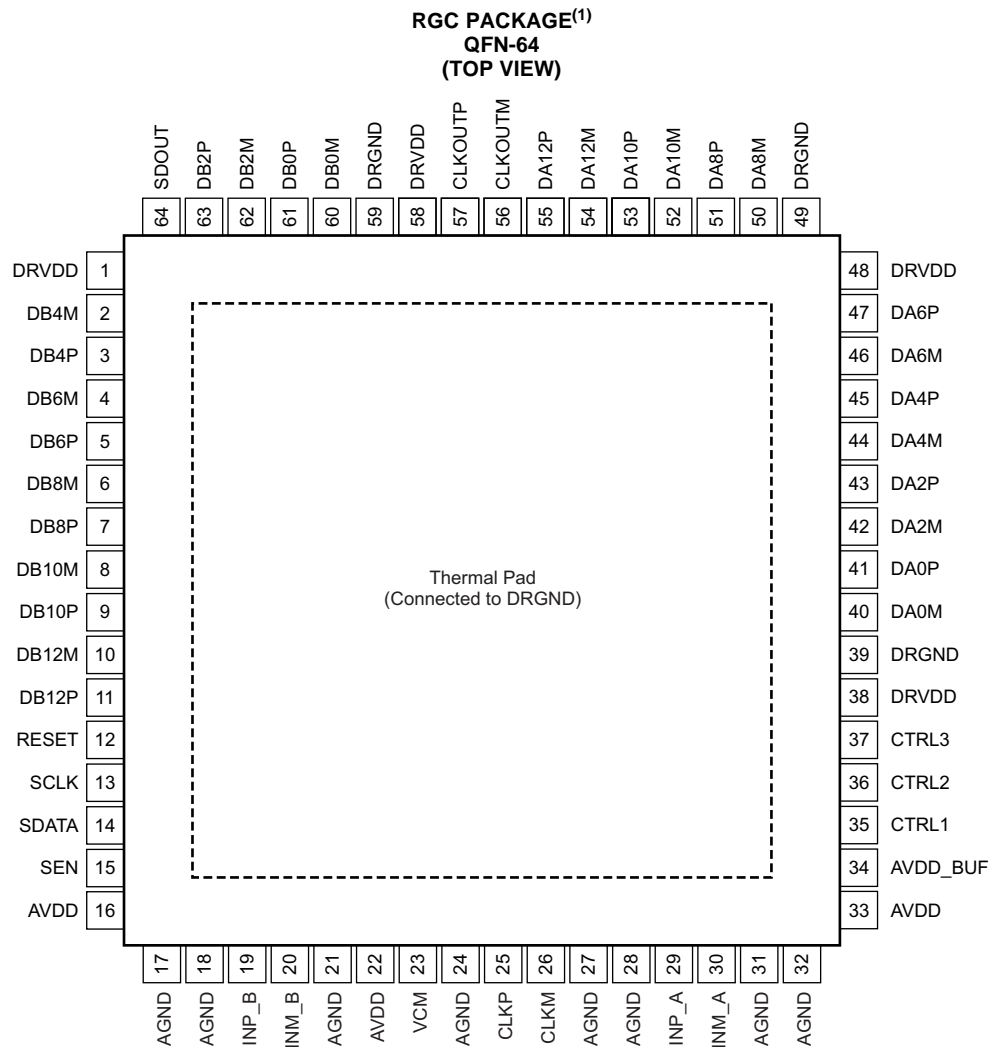 RGC PACKAGE(1)
QFN-64
(TOP VIEW)
SDOUT
DB2P
DB2M
DB0P
DB0M
DRGND
DRVDD
CLKOUTP
CLKOUTM
DA12P
DA12M
DA10P
DA10M
DA8P
DA8M
DRGND
64
63
62
61
60
59
58
57
56
55
54
53
52
51
50
49
DRVDD 1
48 DRVDD
DB4M 2
47 DA6P
DB4P 3
46 DA6M
DB6M 4
45 DA4P
DB6P 5
44 DA4M
DB8M 6
43 DA2P
DB8P 7
42 DA2M
DB10M 8
41 DA0P
Thermal Pad
(Connected to DRGND)
DB10P 9
40 DA0M
DB12M 10
39 DRGND
DB12P 11
38 DRVDD
RESET 12
37 CTRL3
SCLK 13
36 CTRL2
SDATA 14
35 CTRL1
SEN 15
34 AVDD_BUF
AVDD 16
33 AVDD
17
18
19
20
21
22
23
24
25
26
27
28
29
30
31
32
AGND
AGND
INP_B
INM_B
AGND
AVDD
VCM
AGND
CLKP
CLKM
AGND
AGND
INP_A
INM_A
AGND
AGND